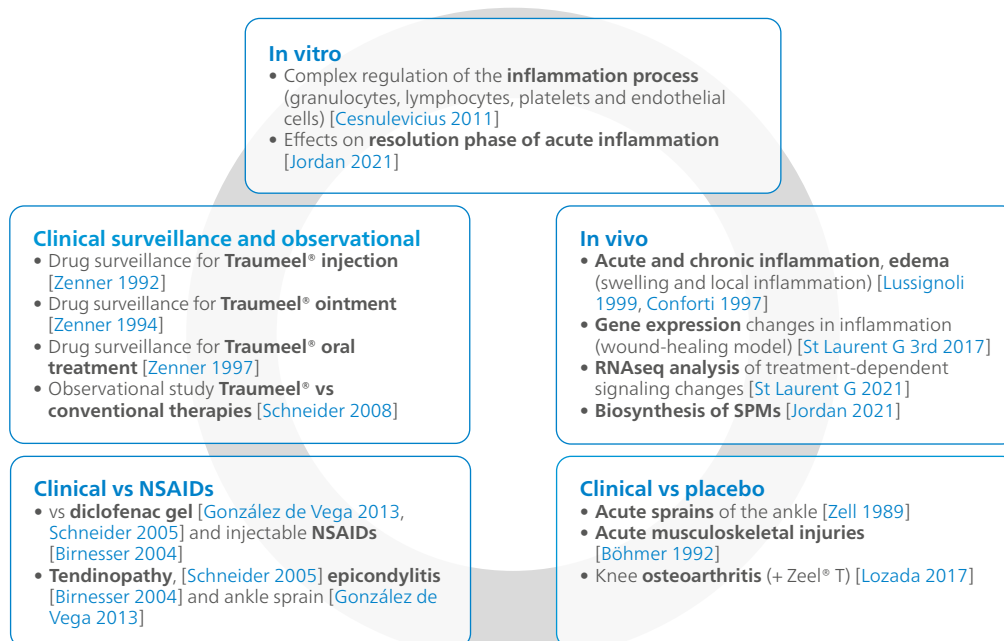 In vitro
• Complex regulation of the inflammation process
(granulocytes, lymphocytes, platelets and endothelial
cells) [Cesnulevicius 2011]
• Effects on resolution phase of acute inflammation
[Jordan 2021]
Clinical surveillance and observational
• Drug surveillance for Traumeel® injection
[Zenner 1992]
• Drug surveillance for Traumeel® ointment
[Zenner 1994]
• Drug surveillance for Traumeel® oral
treatment [Zenner 1997]
• Observational study Traumeel® vs
conventional therapies [Schneider 2008]
In vivo
• Acute and chronic inflammation, edema
(swelling and local inflammation) [Lussignoli
1999, Conforti 1997]
• Gene expression changes in inflammation
(wound-healing model) [St Laurent G 3rd 2017]
• RNAseq analysis of treatment-dependent
signaling changes [St Laurent G 2021]
• Biosynthesis of SPMs [Jordan 2021]
Clinical vs NSAIDs
• vs diclofenac gel [González de Vega 2013,
Schneider 2005] and injectable NSAIDs
[Birnesser 2004]
• Tendinopathy, [Schneider 2005] epicondylitis
[Birnesser 2004] and ankle sprain [González de
Vega 2013]
Clinical vs placebo
• Acute sprains of the ankle [Zell 1989]
• Acute musculoskeletal injuries
[Böhmer 1992]
• Knee osteoarthritis (+ Zeel® T) [Lozada 2017]